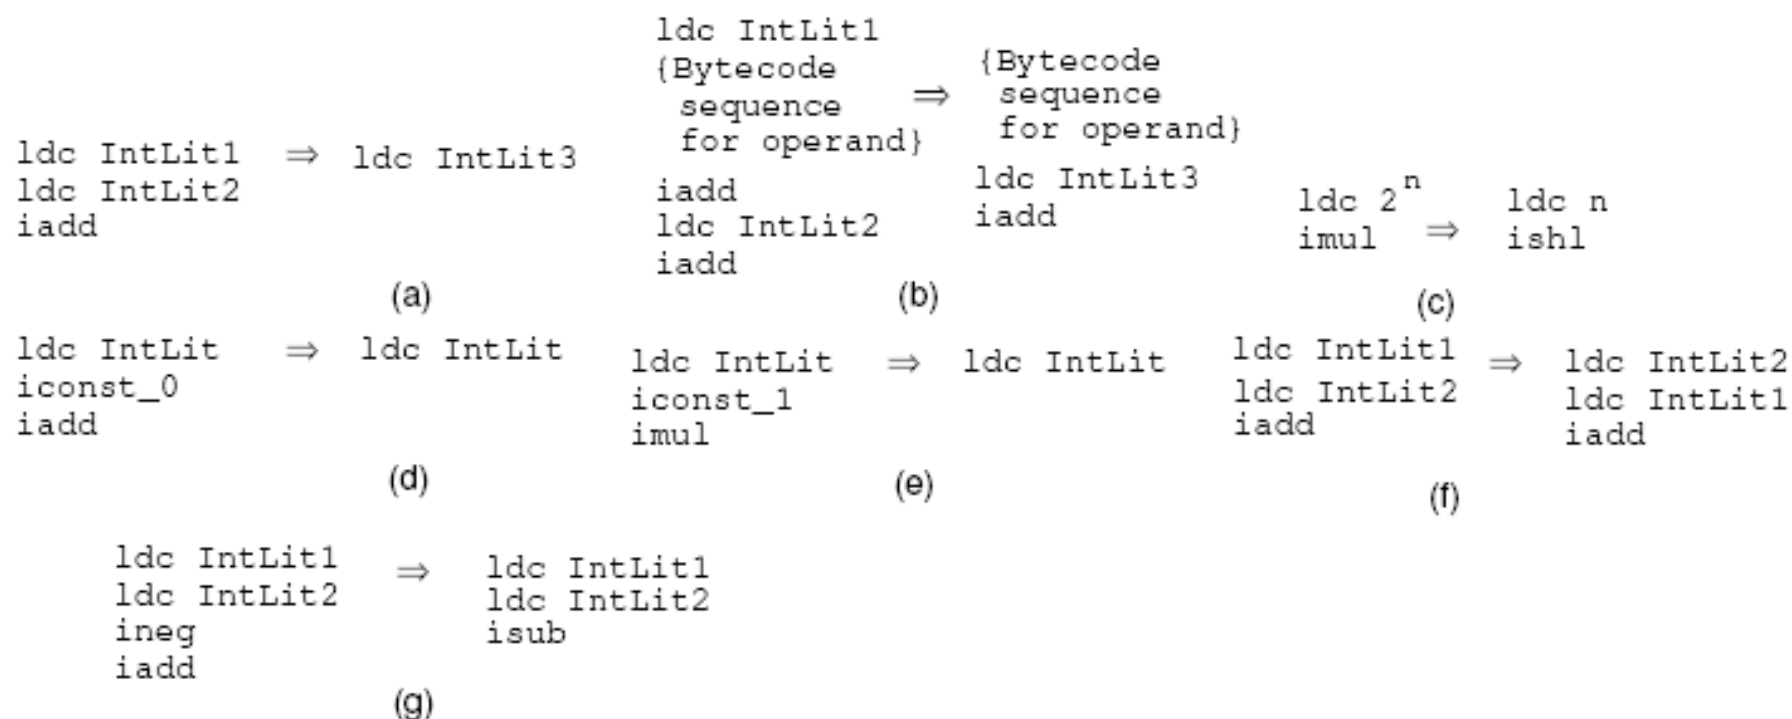 ldc IntLit1 ⇒ ldc IntLit3
ldc IntLit2
iadd
(a)
ldc IntLit1
{Bytecode
sequence
for operand}
iadd
ldc IntLit2
iadd
⇒
{Bytecode
sequence
for operand}
ldc IntLit3
iadd
(b)
ldc 2^n
imul
⇒
ldc n
ishl
(c)
ldc IntLit ⇒ ldc IntLit
iconst_0
iadd
(d)
ldc IntLit ⇒ ldc IntLit
iconst_1
imul
(e)
ldc IntLit1
ldc IntLit2
iadd
⇒
ldc IntLit2
ldc IntLit1
iadd
(f)
ldc IntLit1
ldc IntLit2
ineg
iadd
⇒
ldc IntLit1
ldc IntLit2
isub
(g)